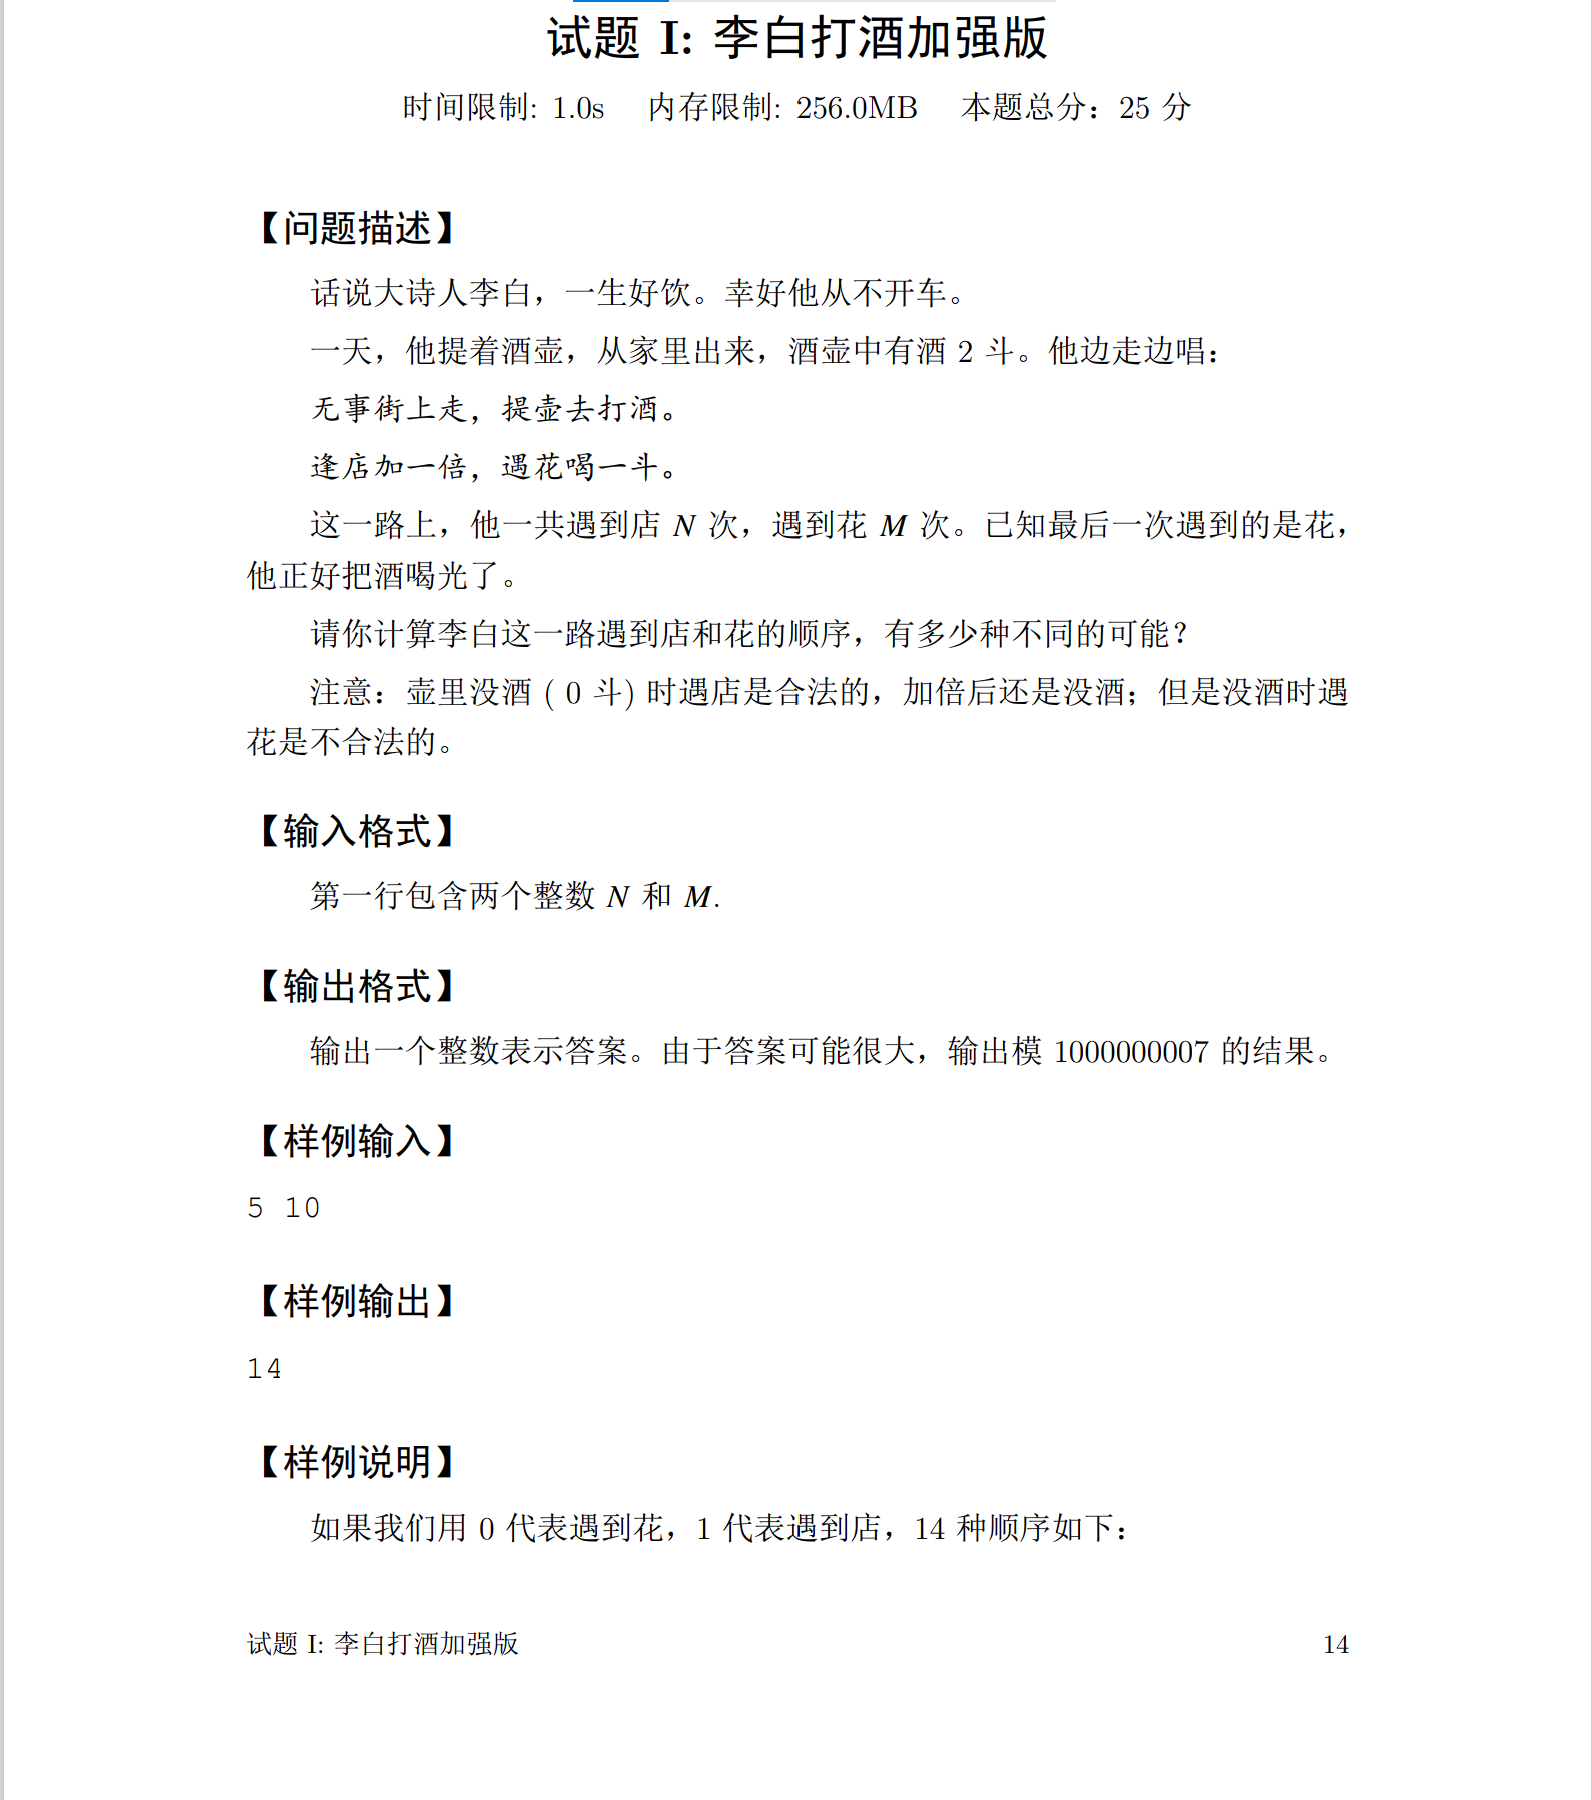 试题 I: 李白打酒加强版
时间限制: 1.0s 内存限制: 256.0MB 本题总分：25 分
【问题描述】
话说大诗人李白，一生好饮。幸好他从不开车。
一天，他提着酒壶，从家里出来，酒壶中有酒 2 斗。他边走边唱：
无事街上走，提壶去打酒。
逢店加一倍，遇花喝一斗。
这一路上，他一共遇到店 N 次，遇到花 M 次。已知最后一次遇到的是花，
他正好把酒喝光了。
请你计算李白这一路遇到店和花的顺序，有多少种不同的可能？
注意：壶里没酒 ( 0 斗) 时遇店是合法的，加倍后还是没酒；但是没酒时遇
花是不合法的。
【输入格式】
第一行包含两个整数 N 和 M.
【输出格式】
输出一个整数表示答案。由于答案可能很大，输出模 1000000007 的结果。
【样例输入】
5 10
【样例输出】
14
【样例说明】
如果我们用 0 代表遇到花，1 代表遇到店，14 种顺序如下：
试题 I: 李白打酒加强版 14